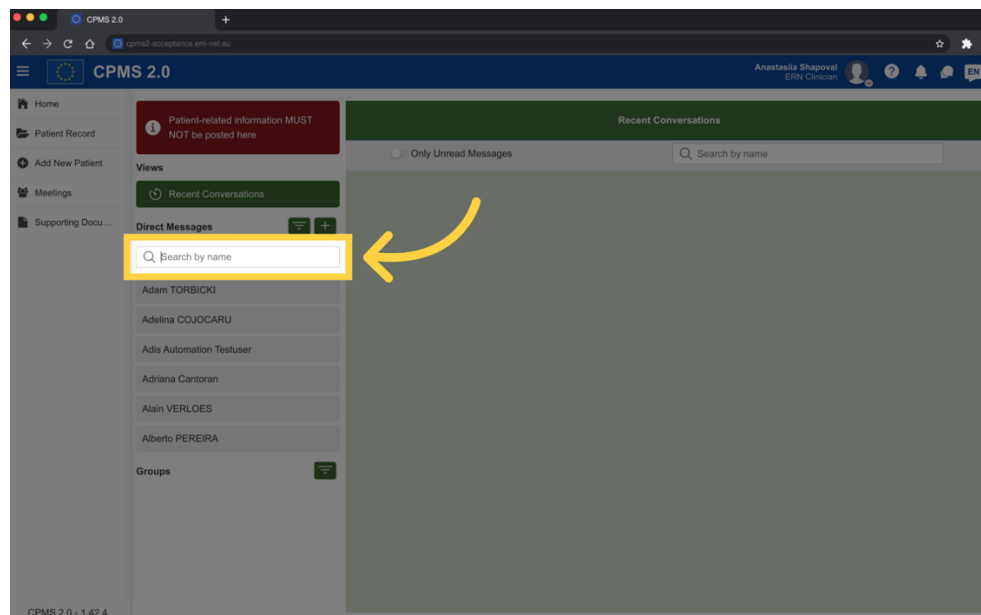 CPMS 2.0
cpms2-acceptance.ern-net.eu
CPMS 2.0
Anastasiia Shapoval
ERN Clinician
EN
Home
Patient Record
Add New Patient
Meetings
Supporting Docu...
Patient-related information MUST
NOT be posted here
Views
Recent Conversations
Direct Messages
Search by name
Adam TORBICKI
Adelina COJOCARU
Adis Automation Testuser
Adriana Cantoran
Alain VERLOES
Alberto PEREIRA
Groups
Recent Conversations
Only Unread Messages
Search by name
CPMS 2.0 - 1.42.4